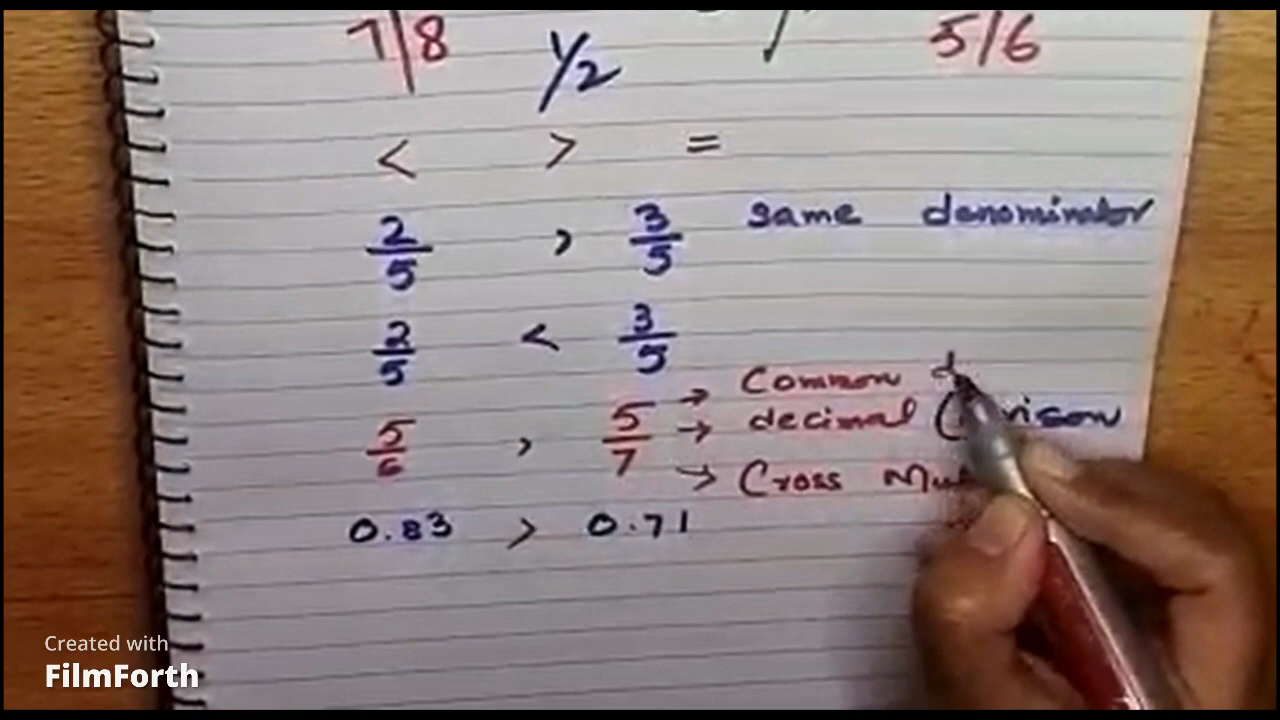 7/8 1/2 5/6
< > =
2/5 > 3/5 same denominator
2/5 < 3/5
5/6 > 5/7 → Common d
→ decimal
→ Cross
0.83 > 0.71
Created with
FilmForth